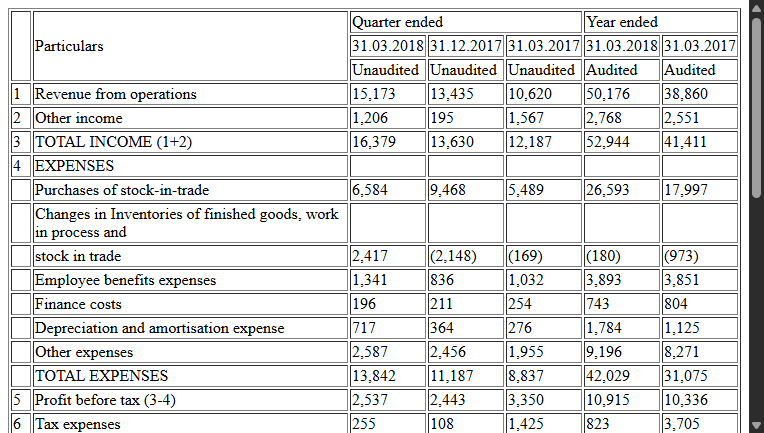 Quarter ended Year ended
Particulars 31.03.2018 31.12.2017 31.03.2017 31.03.2018 31.03.2017
Unaudited Unaudited Unaudited Audited Audited
1 Revenue from operations 15,173 13,435 10,620 50,176 38,860
2 Other income 1,206 195 1,567 2,768 2,551
3 TOTAL INCOME (1+2) 16,379 13,630 12,187 52,944 41,411
4 EXPENSES
Purchases of stock-in-trade 6,584 9,468 5,489 26,593 17,997
Changes in Inventories of finished goods, work
in process and
stock in trade 2,417 (2,148) (169) (180) (973)
Employee benefits expenses 1,341 836 1,032 3,893 3,851
Finance costs 196 211 254 743 804
Depreciation and amortisation expense 717 364 276 1,784 1,125
Other expenses 2,587 2,456 1,955 9,196 8,271
TOTAL EXPENSES 13,842 11,187 8,837 42,029 31,075
5 Profit before tax (3-4) 2,537 2,443 3,350 10,915 10,336
6 Tax expenses 255 108 1,425 823 3,705